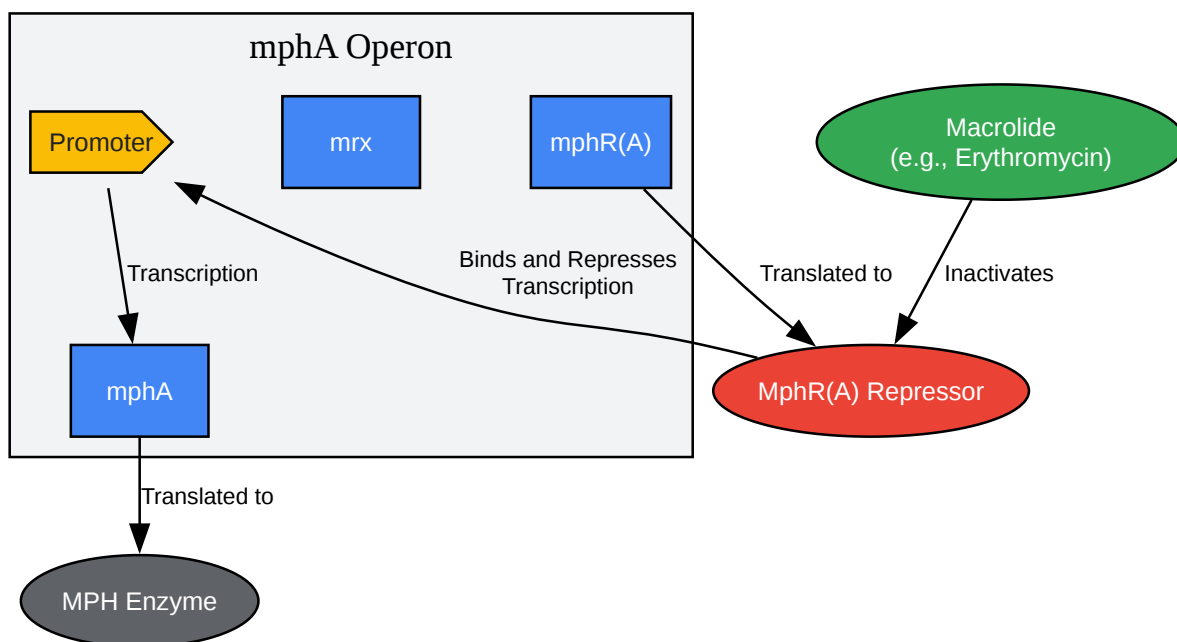 mphA Operon
Promoter
mrx
mphR(A)
Macrolide
(e.g., Erythromycin)
Transcription
Binds and Represses
Transcription
Translated to
Inactivates
mphA
MphR(A) Repressor
Translated to
MPH Enzyme